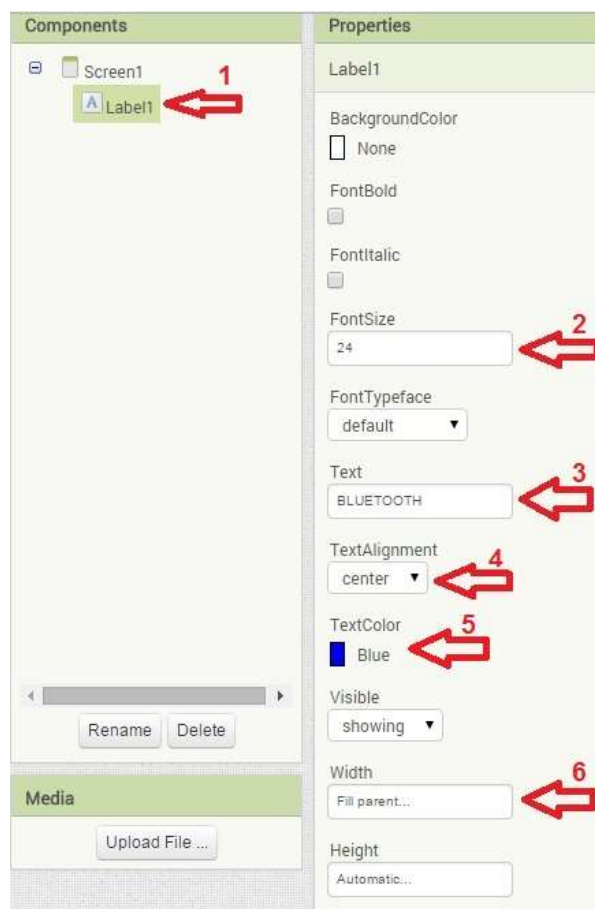 Components
Screen1
1
Label1
Rename
Delete
Media
Upload File ...
Properties
Label1
BackgroundColor
None
FontBold
FontItalic
FontSize
2
24
FontTypeface
default
Text
3
BLUETOOTH
TextAlignment
4
center
TextColor
5
Blue
Visible
showing
Width
6
Fill parent...
Height
Automatic...